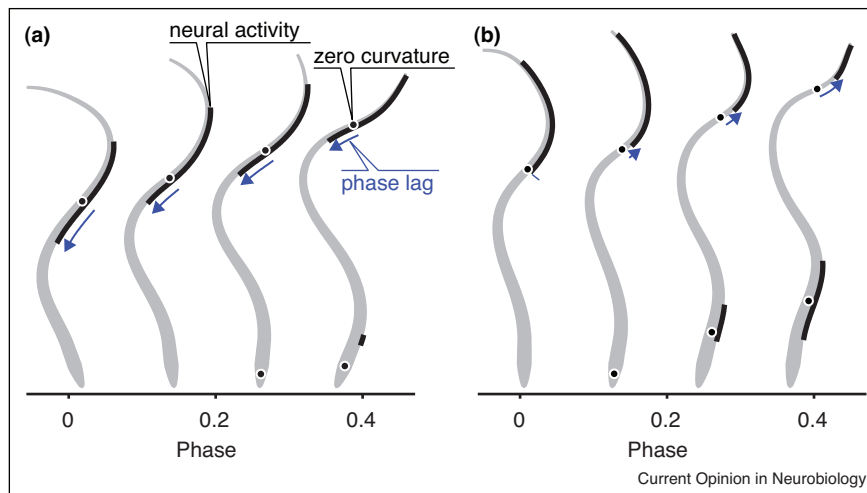 (a)
neural activity
zero curvature
phase lag
0
0.2
0.4
Phase
(b)
0
0.2
0.4
Phase
Current Opinion in Neurobiology